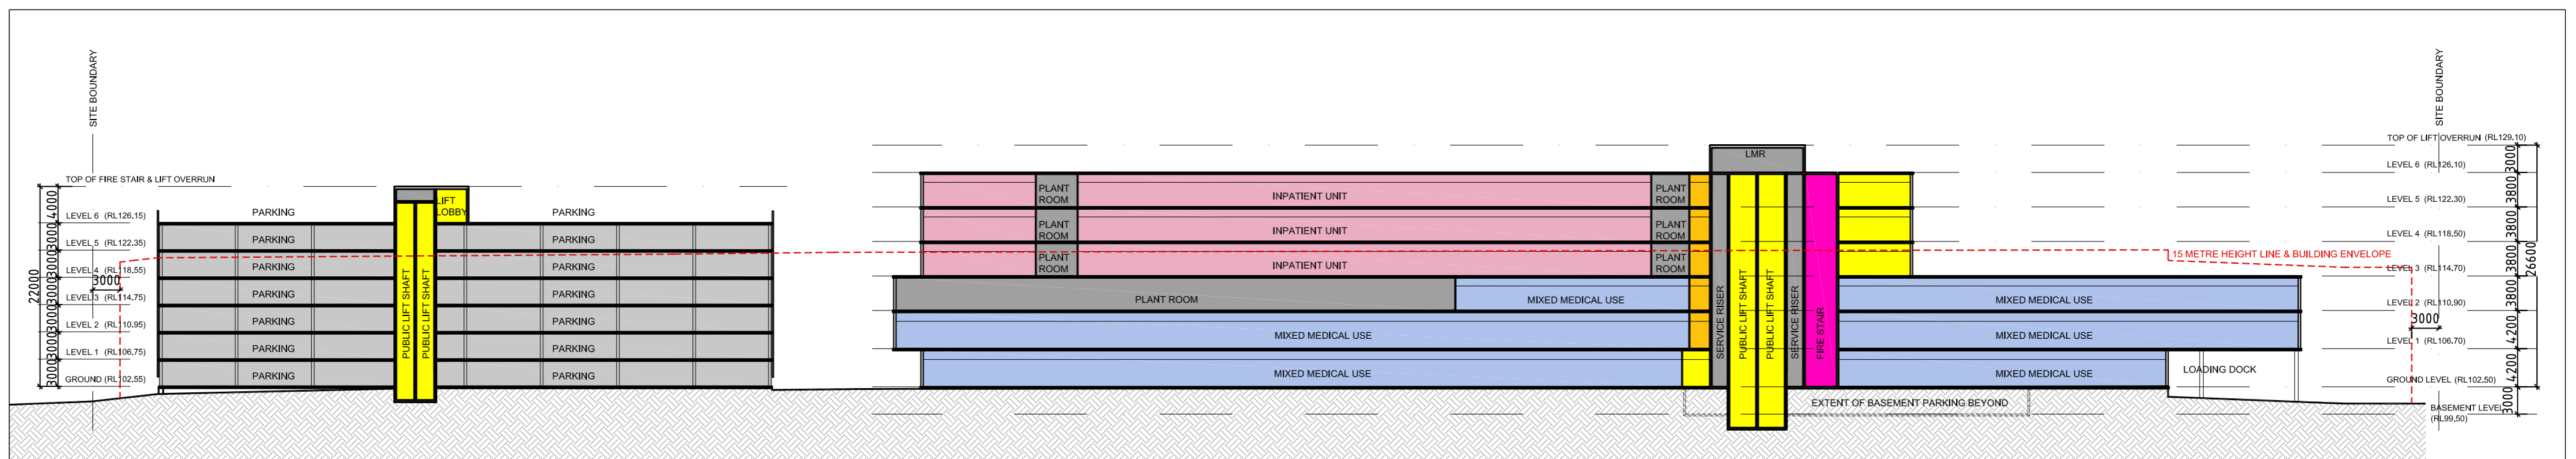 SITE BOUNDARY
SITE BOUNDARY
TOP OF LIFT OVERRUN (RL129.10)
3000
LMR
LEVEL 6 (RL126,10)
TOP OF FIRE STAIR & LIFT OVERRUN
4000
LIFT
LOBBY
PLANT
ROOM
INPATIENT UNIT
PLANT
ROOM
3800
LEVEL 5 (RL122.30)
LEVEL 6 (RL126,15)
PARKING
PARKING
3000
PLANT
ROOM
INPATIENT UNIT
PLANT
ROOM
3800
LEVEL 4 (RL118,50)
LEVEL 5 (RL122.35)
PARKING
PARKING
3000
PLANT
ROOM
INPATIENT UNIT
PLANT
ROOM
15 METRE HEIGHT LINE & BUILDING ENVELOPE
3800
26600
LEVEL 3 (RL114.70)
LEVEL 4 (RL118,55)
PARKING
PARKING
3000
3000
22000
LEVEL 3 (RL114.75)
PARKING
PARKING
3000
PUBLIC LIFT SHAFT
PUBLIC LIFT SHAFT
PLANT ROOM
MIXED MEDICAL USE
SERVICE RISER
PUBLIC LIFT SHAFT
PUBLIC LIFT SHAFT
SERVICE RISER
FIRE STAIR
MIXED MEDICAL USE
3800
LEVEL 2 (RL110,90)
LEVEL 2 (RL110.95)
PARKING
PARKING
3000
MIXED MEDICAL USE
MIXED MEDICAL USE
3000
4200
LEVEL 1 (RL106,70)
LEVEL 1 (RL106,75)
PARKING
PARKING
3000
GROUND (RL102.55)
PARKING
PARKING
3000
MIXED MEDICAL USE
MIXED MEDICAL USE
LOADING DOCK
4200
GROUND LEVEL (RL102.50)
EXTENT OF BASEMENT PARKING BEYOND
3000
BASEMENT LEVEL
(RL99,50)